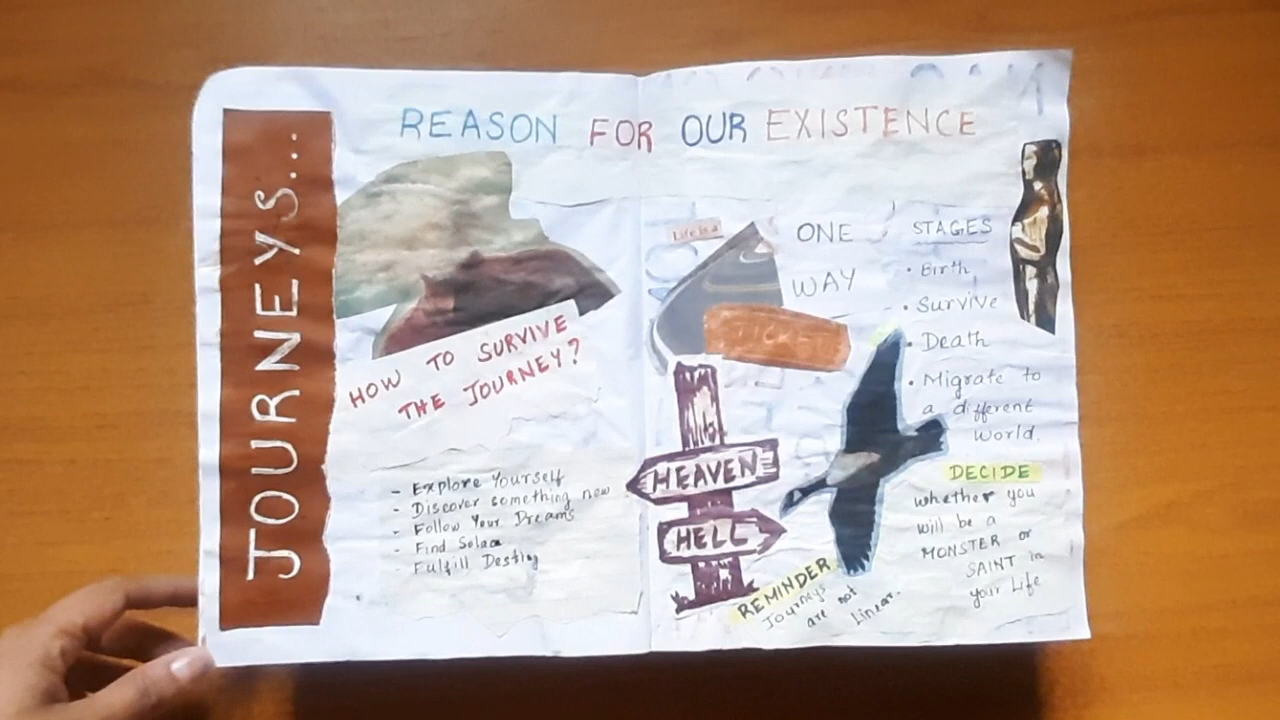 JOURNEYS...
REASON FOR OUR EXISTENCE
HOW TO SURVIVE
THE JOURNEY?
- Explore Yourself
- Discover something new
- Follow Your Dreams
- Find Solace
- Fulfill Destiny
Life is a
ONE
WAY
TICKET
HEAVEN
HELL
REMINDER
Journeys
are not
Linear.
STAGES
• Birth
• Survive
• Death
• Migrate to
a different
World.
DECIDE
whether you
will be a
MONSTER or
SAINT in
your Life